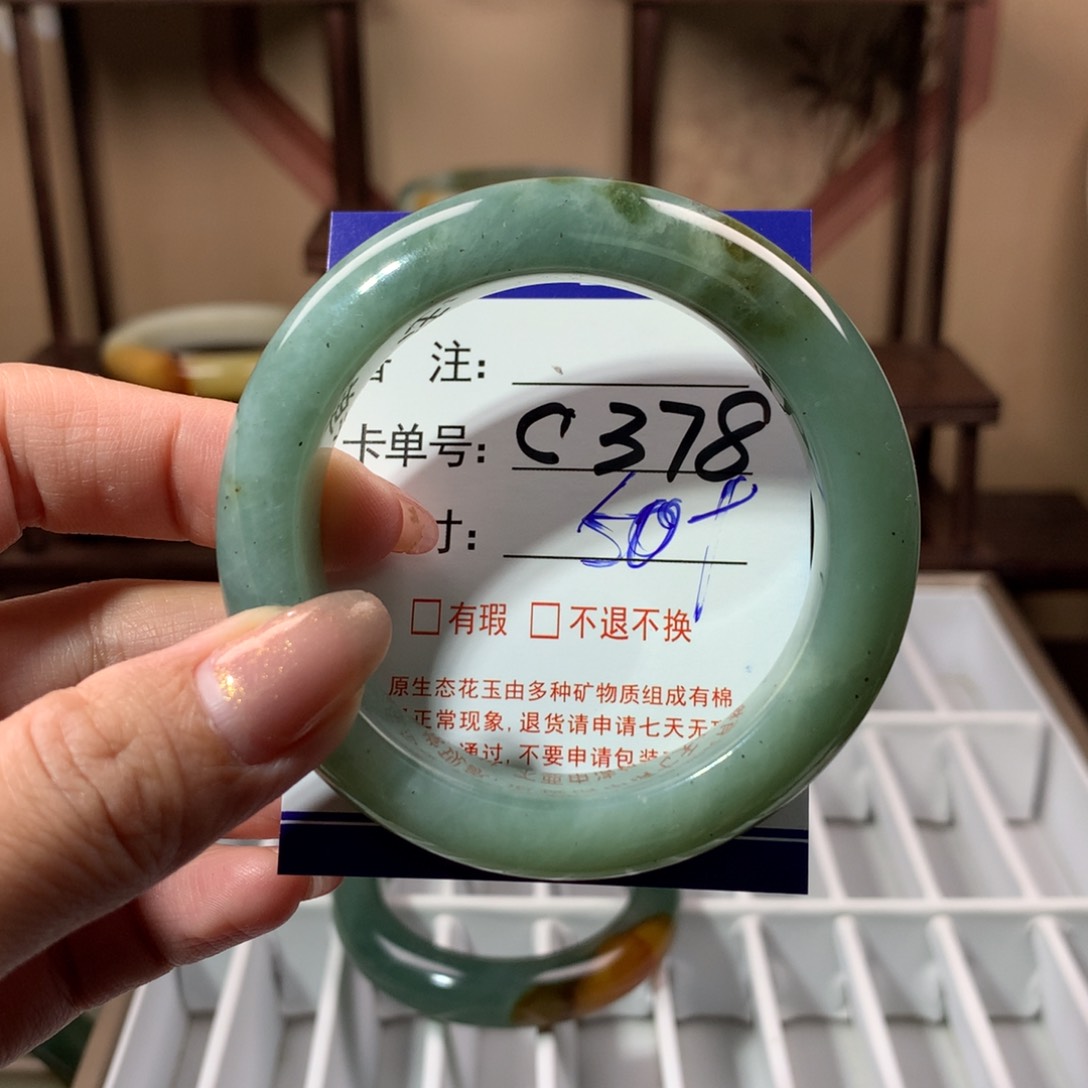 注:
卡单号: C378
寸: 50+
□有瑕 □不退不换
原生态花玉由多种矿物质组成有棉
正常现象,退货请申请七天无
通过,不要申请包装